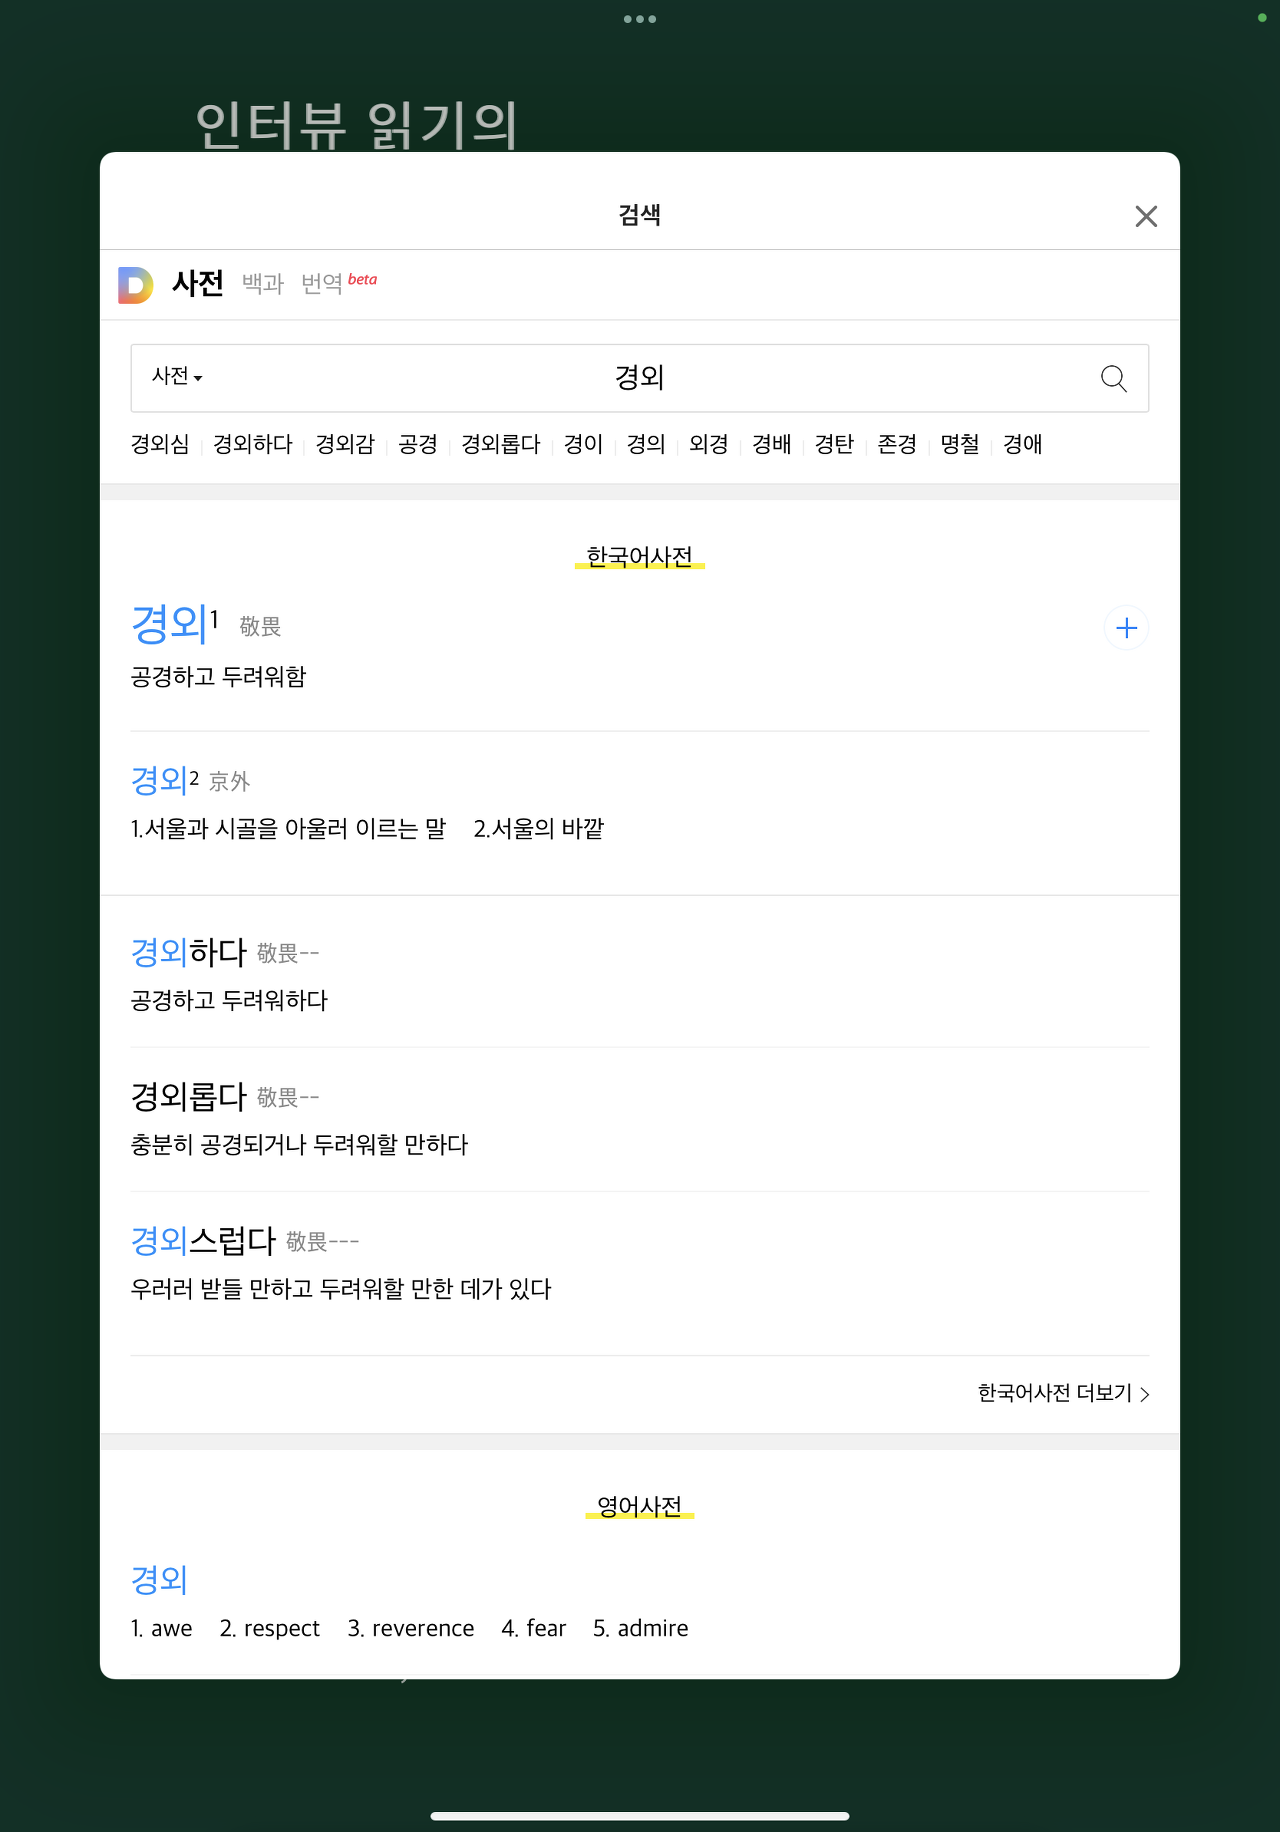 인터뷰 읽기의
검색
사전 백과 번역 beta
사전 경외
경외심 경외하다 경외감 공경 경외롭다 경이 경의 외경 경배 경탄 존경 명철 경애
한국어사전
경외1 敬畏
공경하고 두려워함
경외2 京外
1.서울과 시골을 아울러 이르는 말 2.서울의 바깥
경외하다 敬畏--
공경하고 두려워하다
경외롭다 敬畏--
충분히 공경되거나 두려워할 만하다
경외스럽다 敬畏---
우러러 받들 만하고 두려워할 만한 데가 있다
한국어사전 더보기
영어사전
경외
1. awe 2. respect 3. reverence 4. fear 5. admire